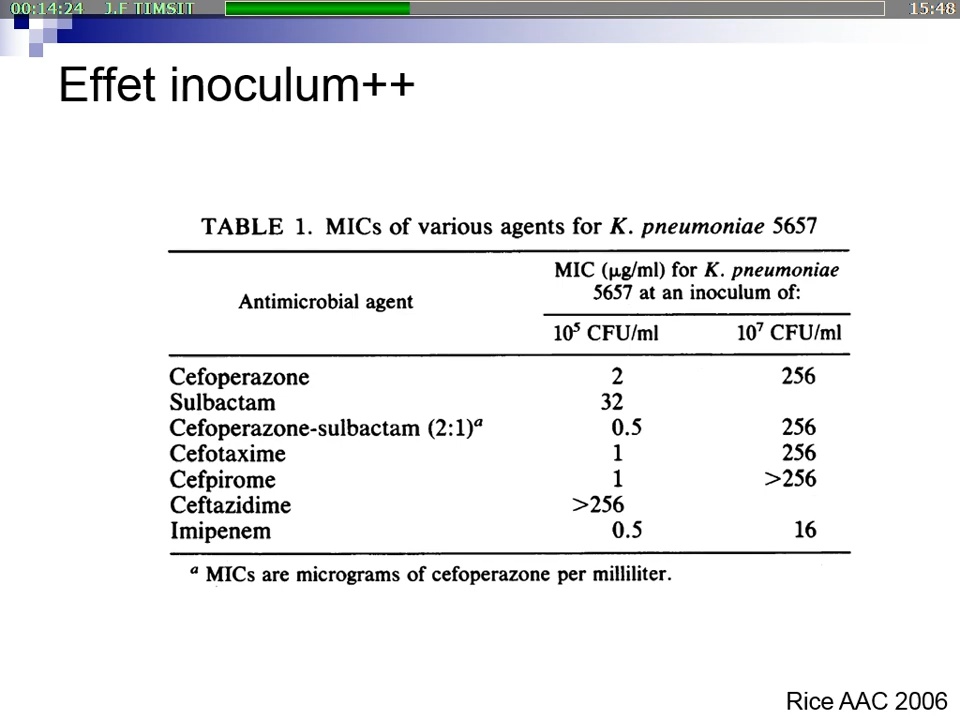 00:14:24 J.F TIMSIT 15:48
Effet inoculum++
TABLE 1. MICs of various agents for K. pneumoniae 5657
Antimicrobial agent
MIC (µg/ml) for K. pneumoniae
5657 at an inoculum of:
10⁵ CFU/ml 10⁷ CFU/ml
Cefoperazone 2 256
Sulbactam 32
Cefoperazone-sulbactam (2:1)ᵃ 0.5 256
Cefotaxime 1 256
Cefpirome 1 >256
Ceftazidime >256
Imipenem 0.5 16
ᵃ MICs are micrograms of cefoperazone per milliliter.
Rice AAC 2006